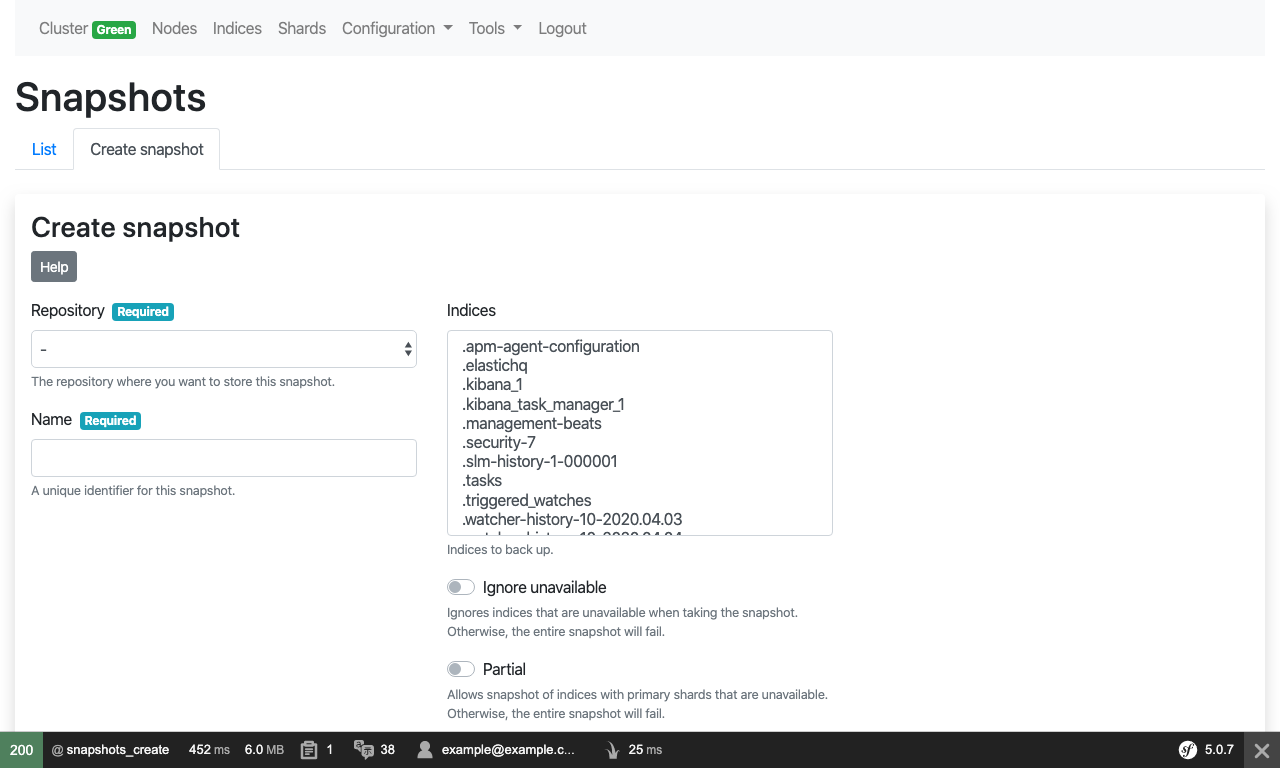 Cluster Green Nodes Indices Shards Configuration Tools Logout
Snapshots
List Create snapshot
Create snapshot
Help
Repository Required
-
The repository where you want to store this snapshot.
Name Required
A unique identifier for this snapshot.
Indices
.apm-agent-configuration
.elastichq
.kibana_1
.kibana_task_manager_1
.management-beats
.security-7
.slm-history-1-000001
.tasks
.triggered_watches
.watcher-history-10-2020.04.03
Indices to back up.
Ignore unavailable
Ignores indices that are unavailable when taking the snapshot.
Otherwise, the entire snapshot will fail.
Partial
Allows snapshot of indices with primary shards that are unavailable.
Otherwise, the entire snapshot will fail.
200 @ snapshots_create 452 ms 6.0 MB 1 38 example@example.c... 25 ms sf 5.0.7